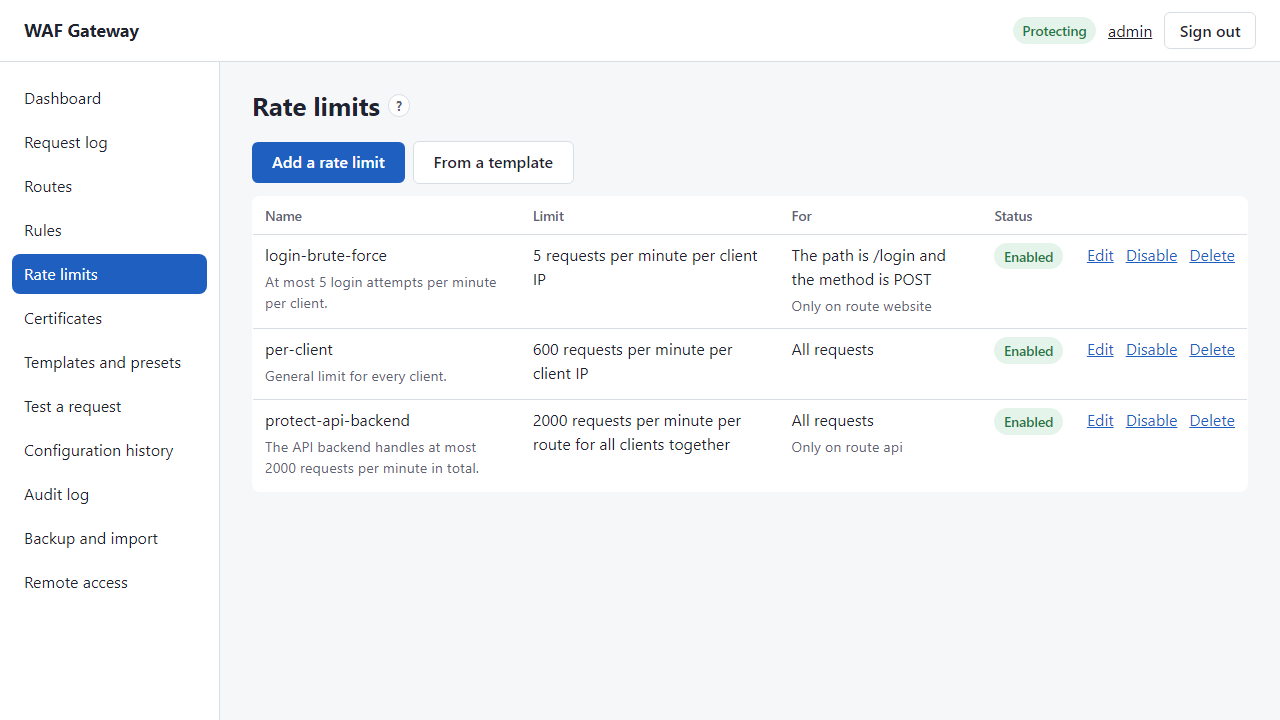 WAF Gateway
Protecting
admin
Sign out
Dashboard
Request log
Routes
Rules
Rate limits
Certificates
Templates and presets
Test a request
Configuration history
Audit log
Backup and import
Remote access
Rate limits ?
Add a rate limit
From a template
Name Limit For Status
login-brute-force
At most 5 login attempts per minute
per client.
5 requests per minute per client
IP
The path is /login and
the method is POST
Only on route website
Enabled
Edit Disable Delete
per-client
General limit for every client.
600 requests per minute per
client IP
All requests
Enabled
Edit Disable Delete
protect-api-backend
The API backend handles at most
2000 requests per minute in total.
2000 requests per minute per
route for all clients together
All requests
Only on route api
Enabled
Edit Disable Delete